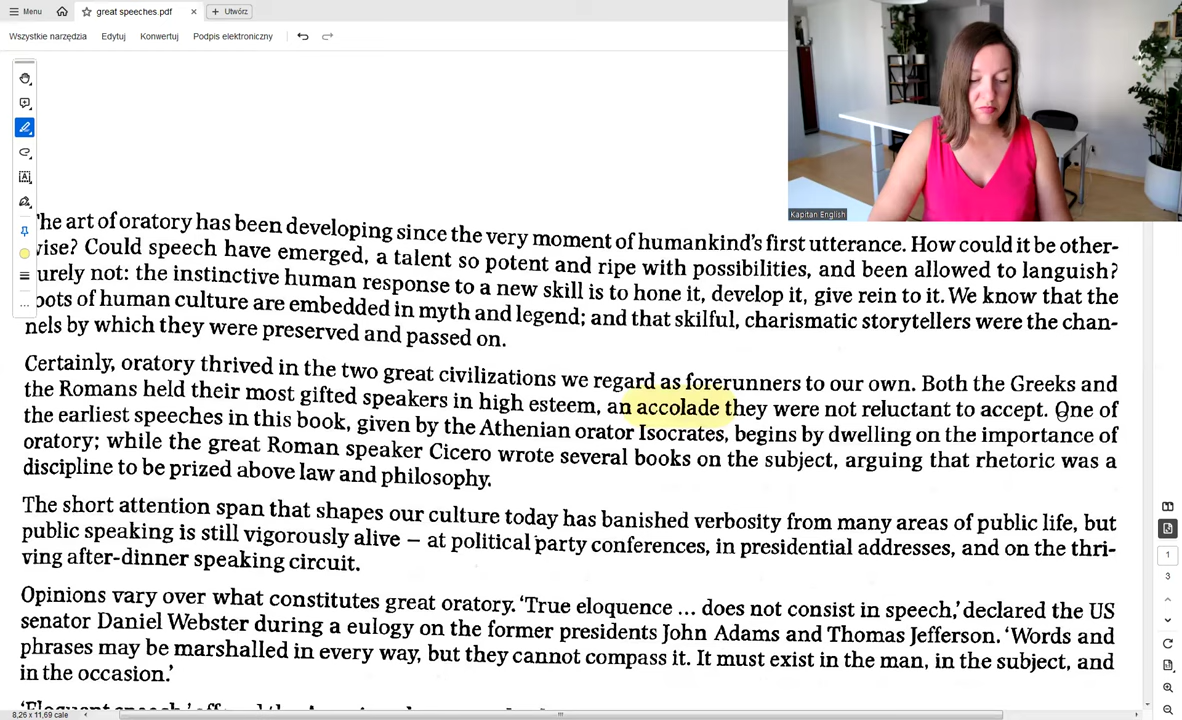 Menu
great speeches.pdf
Utwórz
Wszystkie narzędzia Edytuj Konwertuj Podpis elektroniczny
Kapitan English
The art of oratory has been developing since the very moment of humankind's first utterance. How could it be other-
wise? Could speech have emerged, a talent so potent and ripe with possibilities, and been allowed to languish?
urely not: the instinctive human response to a new skill is to hone it, develop it, give rein to it. We know that the
oots of human culture are embedded in myth and legend; and that skilful, charismatic storytellers were the chan-
nels by which they were preserved and passed on.
Certainly, oratory thrived in the two great civilizations we regard as forerunners to our own. Both the Greeks and
the Romans held their most gifted speakers in high esteem, an accolade they were not reluctant to accept. One of
the earliest speeches in this book, given by the Athenian orator Isocrates, begins by dwelling on the importance of
oratory; while the great Roman speaker Cicero wrote several books on the subject, arguing that rhetoric was a
discipline to be prized above law and philosophy.
The short attention span that shapes our culture today has banished verbosity from many areas of public life, but
public speaking is still vigorously alive – at political party conferences, in presidential addresses, and on the thri-
ving after-dinner speaking circuit.
Opinions vary over what constitutes great oratory. 'True eloquence ... does not consist in speech,' declared the US
senator Daniel Webster during a eulogy on the former presidents John Adams and Thomas Jefferson. 'Words and
phrases may be marshalled in every way, but they cannot compass it. It must exist in the man, in the subject, and
in the occasion.'
1
3
8,26 x 11,69 cale